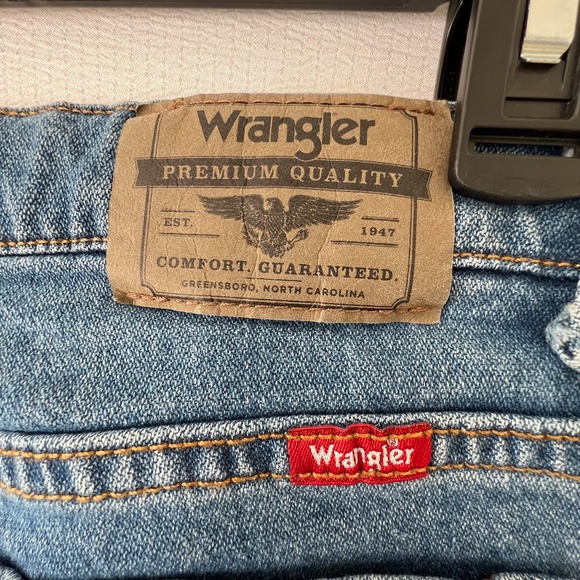 Wrangler
PREMIUM QUALITY
EST. 1947
COMFORT. GUARANTEED.
GREENSBORO, NORTH CAROLINA
Wrangler®